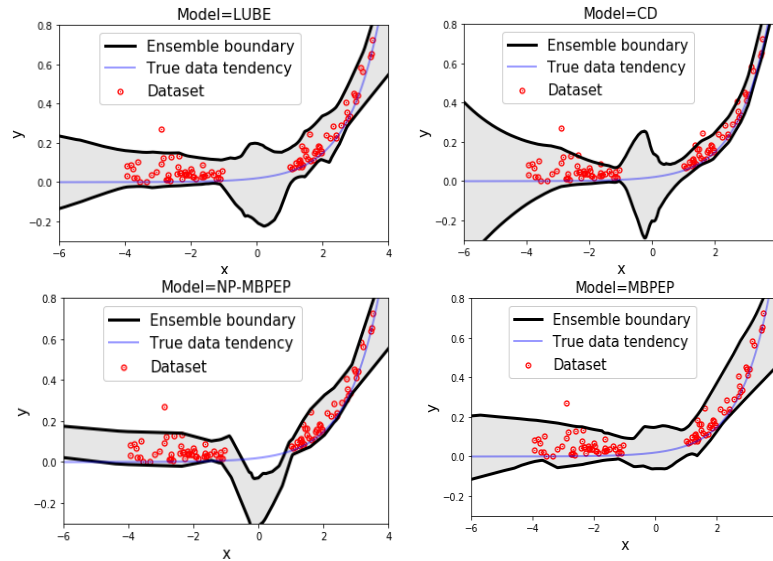 Model=LUBE
0.8
0.6
0.4
0.2
0.0
−0.2
y
Ensemble boundary
True data tendency
Dataset
−6
−4
−2
0
2
4
x
Model=CD
0.8
0.6
0.4
0.2
0.0
−0.2
y
Ensemble boundary
True data tendency
Dataset
−6
−4
−2
0
2
x
Model=NP-MBPEP
0.8
0.6
0.4
0.2
0.0
−0.2
y
Ensemble boundary
True data tendency
Dataset
−6
−4
−2
0
2
4
x
Model=MBPEP
0.8
0.6
0.4
0.2
0.0
−0.2
y
Ensemble boundary
True data tendency
Dataset
−6
−4
−2
0
2
x